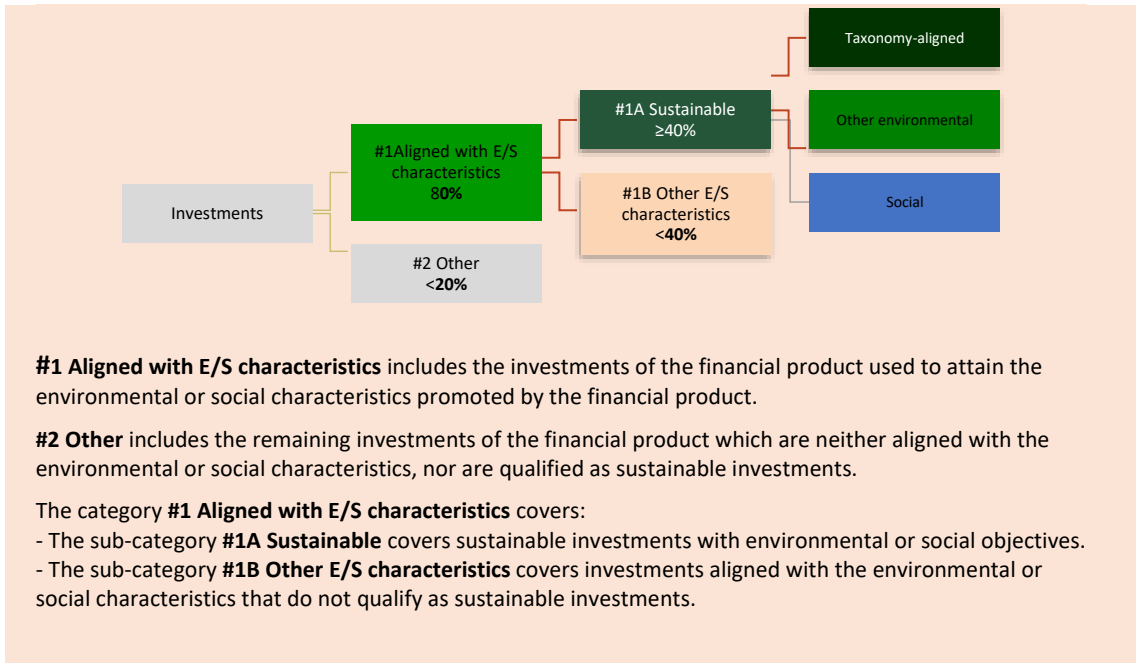 Taxonomy-aligned
#1A Sustainable
≥40%
Other environmental
#1Aligned with E/S
characteristics
80%
#1B Other E/S
characteristics
<40%
Social
Investments
#2 Other
<20%
#1 Aligned with E/S characteristics includes the investments of the financial product used to attain the
environmental or social characteristics promoted by the financial product.
#2 Other includes the remaining investments of the financial product which are neither aligned with the
environmental or social characteristics, nor are qualified as sustainable investments.
The category #1 Aligned with E/S characteristics covers:
- The sub-category #1A Sustainable covers sustainable investments with environmental or social objectives.
- The sub-category #1B Other E/S characteristics covers investments aligned with the environmental or
social characteristics that do not qualify as sustainable investments.